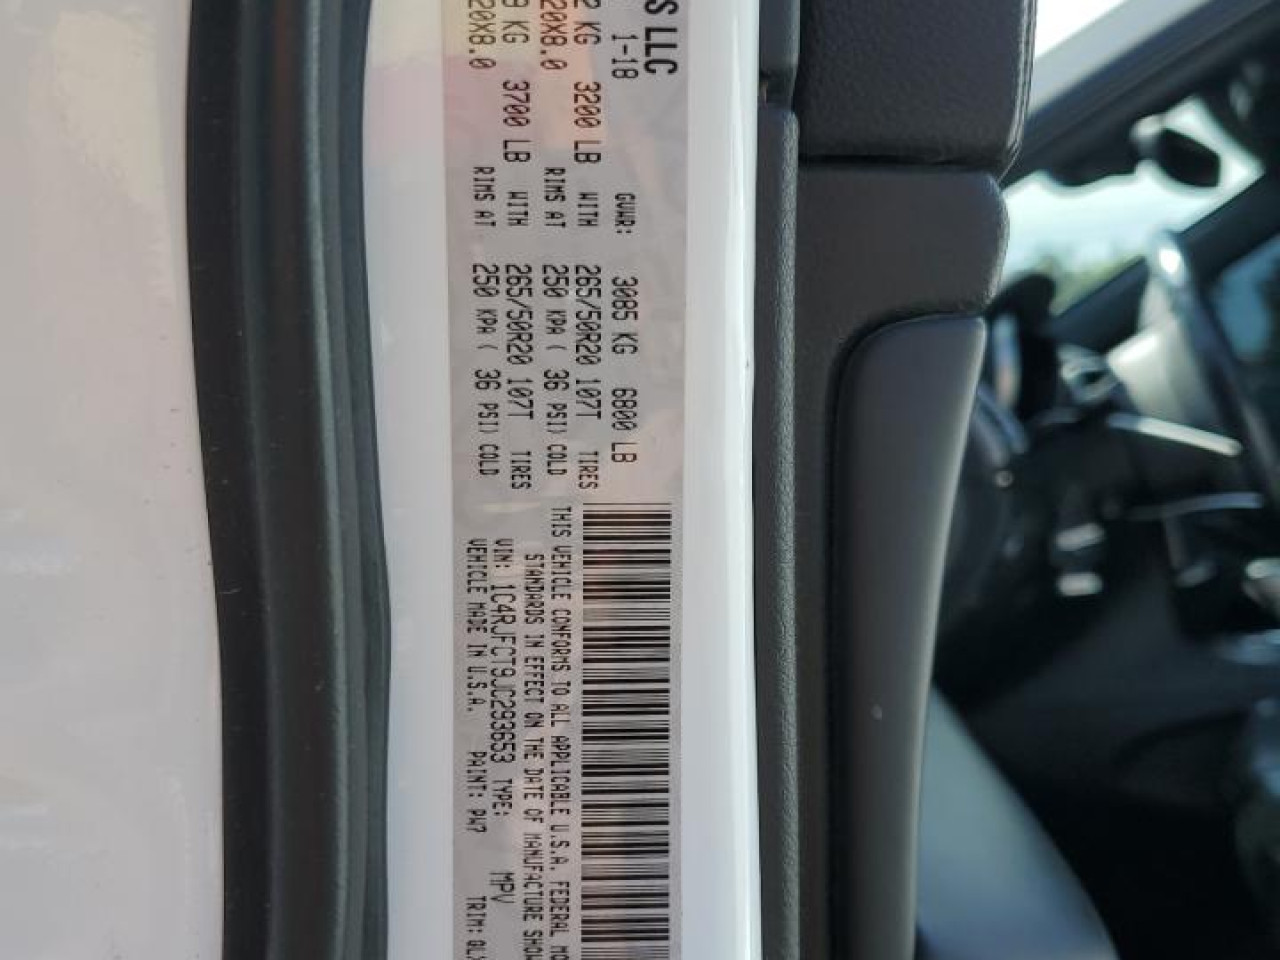 S LLC
1-18
GVWR: 3085 KG 6800 LB
2 KG 3200 LB WITH 265/50R20 107T TIRES
20X8.0 RIMS AT 250 KPA ( 36 PSI) COLD
9 KG 3700 LB WITH 265/50R20 107T TIRES
20X8.0 RIMS AT 250 KPA ( 36 PSI) COLD
THIS VEHICLE CONFORMS TO ALL APPLICABLE U.S.A. FEDERAL MO
STANDARDS IN EFFECT ON THE DATE OF MANUFACTURE SHOW
VIN: 1C4RJFCT9JC293653 TYPE: MPV
VEHICLE MADE IN U.S.A. PAINT: PW7 TRIM: